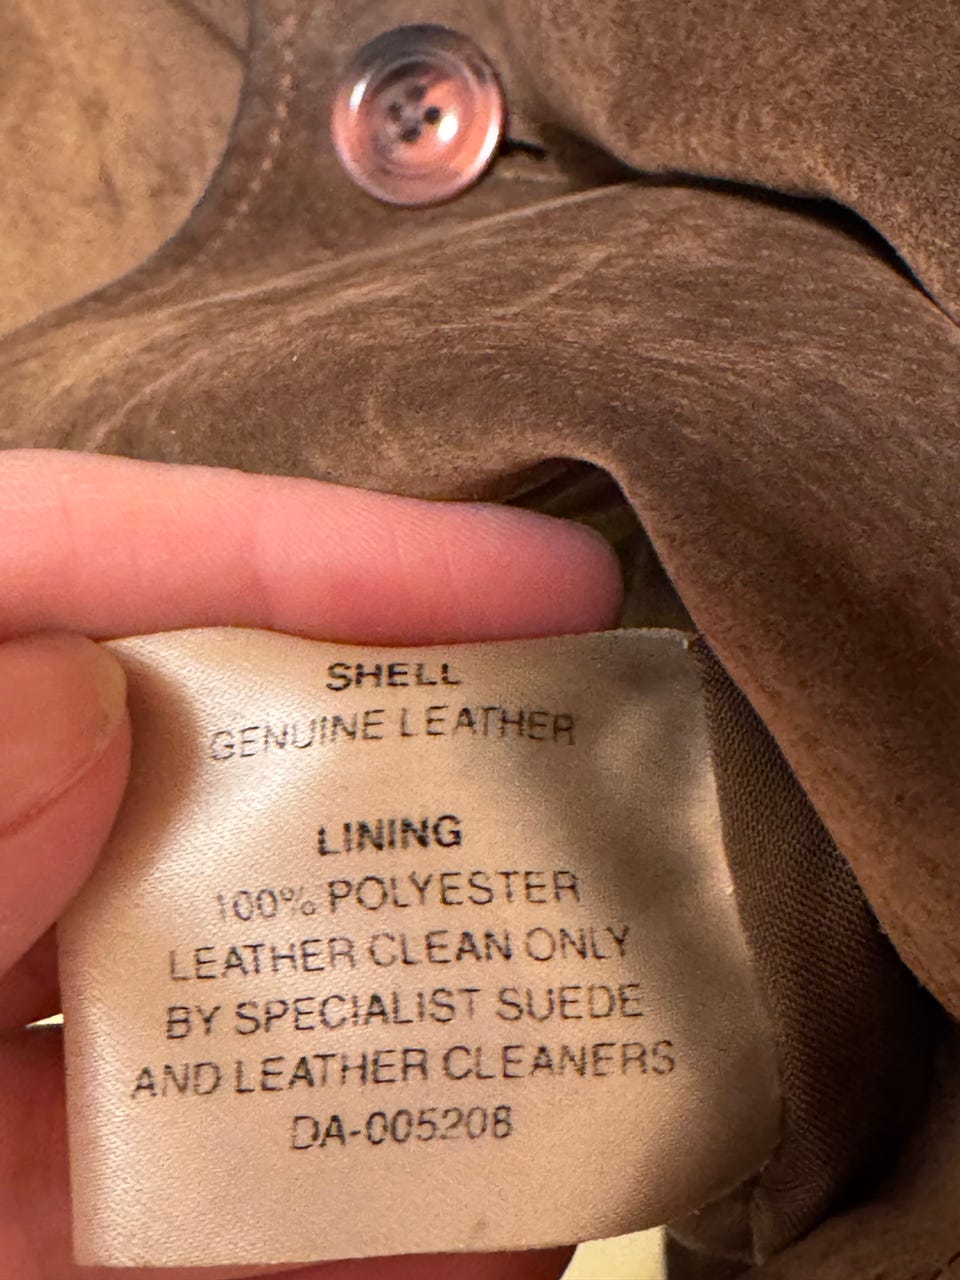 SHELL
GENUINE LEATHER
LINING
100% POLYESTER
LEATHER CLEAN ONLY
BY SPECIALIST SUEDE
AND LEATHER CLEANERS
DA-005208